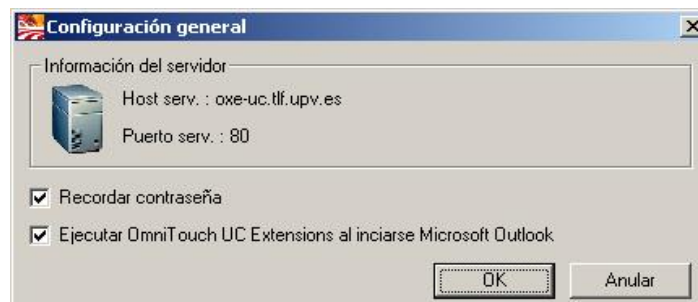 Configuración general
Información del servidor
Host serv. : oxe-uc.tlf.upv.es
Puerto serv. : 80
Recordar contraseña
Ejecutar OmniTouch UC Extensions al inciarse Microsoft Outlook
OK
Anular